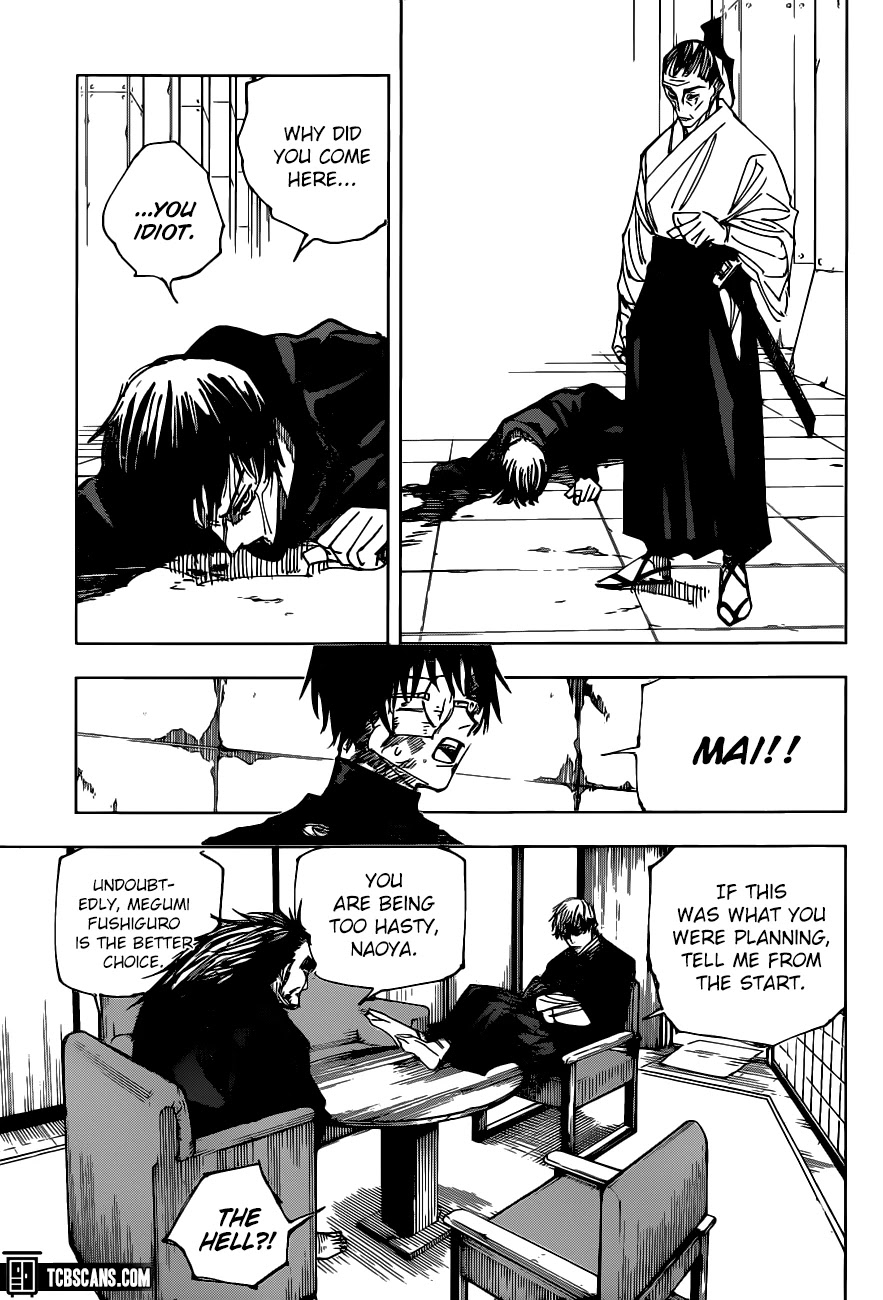 WHY DID
YOU COME
HERE...
...YOU
IDIOT.
MAI!!
IF THIS
WAS WHAT YOU
WERE PLANNING,
TELL ME FROM
THE START.
YOU
ARE BEING
TOO HASTY,
NAOYA.
UNDOUBT-
EDLY, MEGUMI
FUSHIGURO
IS THE BETTER
CHOICE.
THE
HELL?!
TCBSCANS.COM